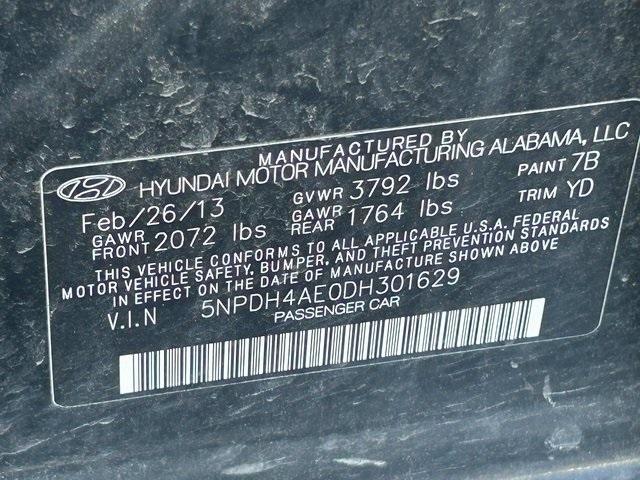 MANUFACTURED BY
HYUNDAI MOTOR MANUFACTURING ALABAMA, LLC
Feb/26/13 GVWR 3792 lbs PAINT 7B
GAWR FRONT 2072 lbs GAWR REAR 1764 lbs TRIM YD
THIS VEHICLE CONFORMS TO ALL APPLICABLE U.S.A. FEDERAL
MOTOR VEHICLE SAFETY, BUMPER, AND THEFT PREVENTION STANDARDS
IN EFFECT ON THE DATE OF MANUFACTURE SHOWN ABOVE
V.I.N 5NPDH4AE0DH301629
PASSENGER CAR